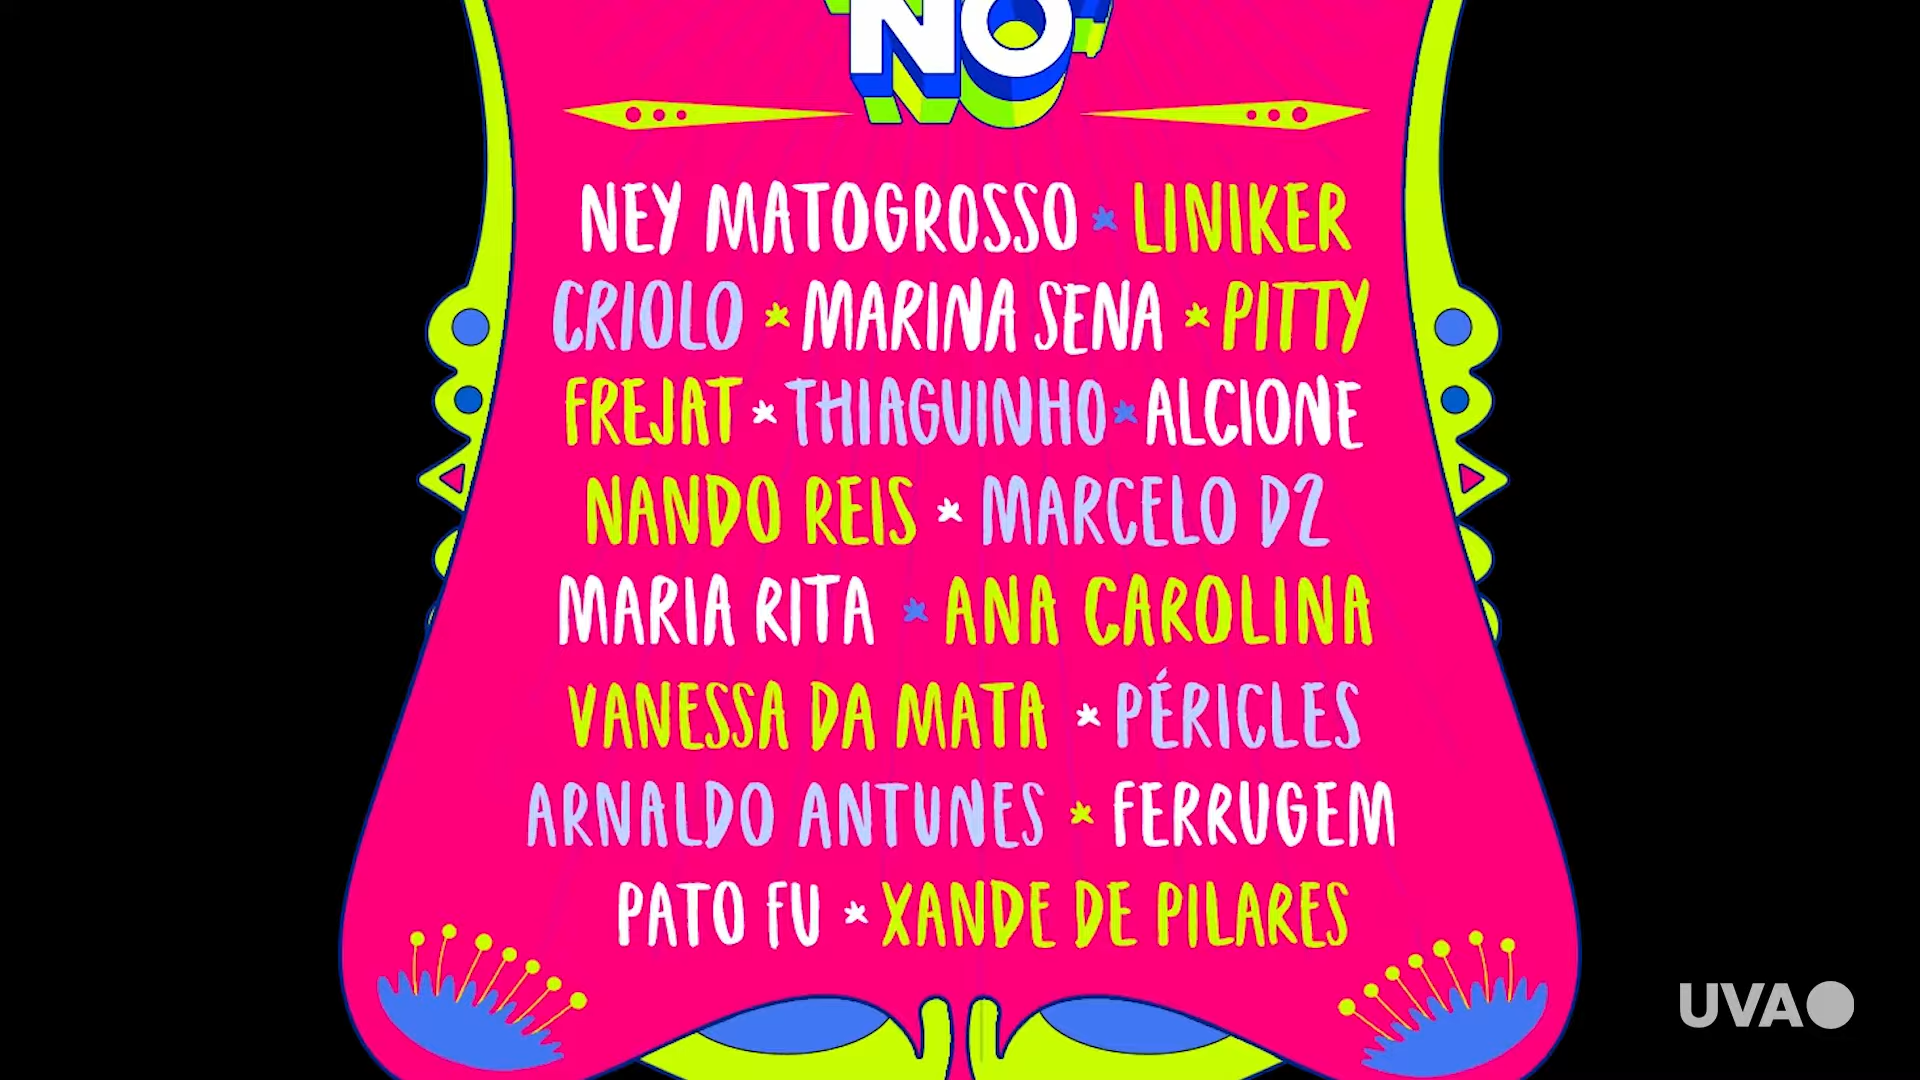 NO
NEY MATOGROSSO * LINIKER
CRIOLO * MARINA SENA * PITTY
FREJAT * THIAGUINHO * ALCIONE
NANDO REIS * MARCELO D2
MARIA RITA * ANA CAROLINA
VANESSA DA MATA * PÉRICLES
ARNALDO ANTUNES * FERRUGEM
PATO FU * XANDE DE PILARES
UVA